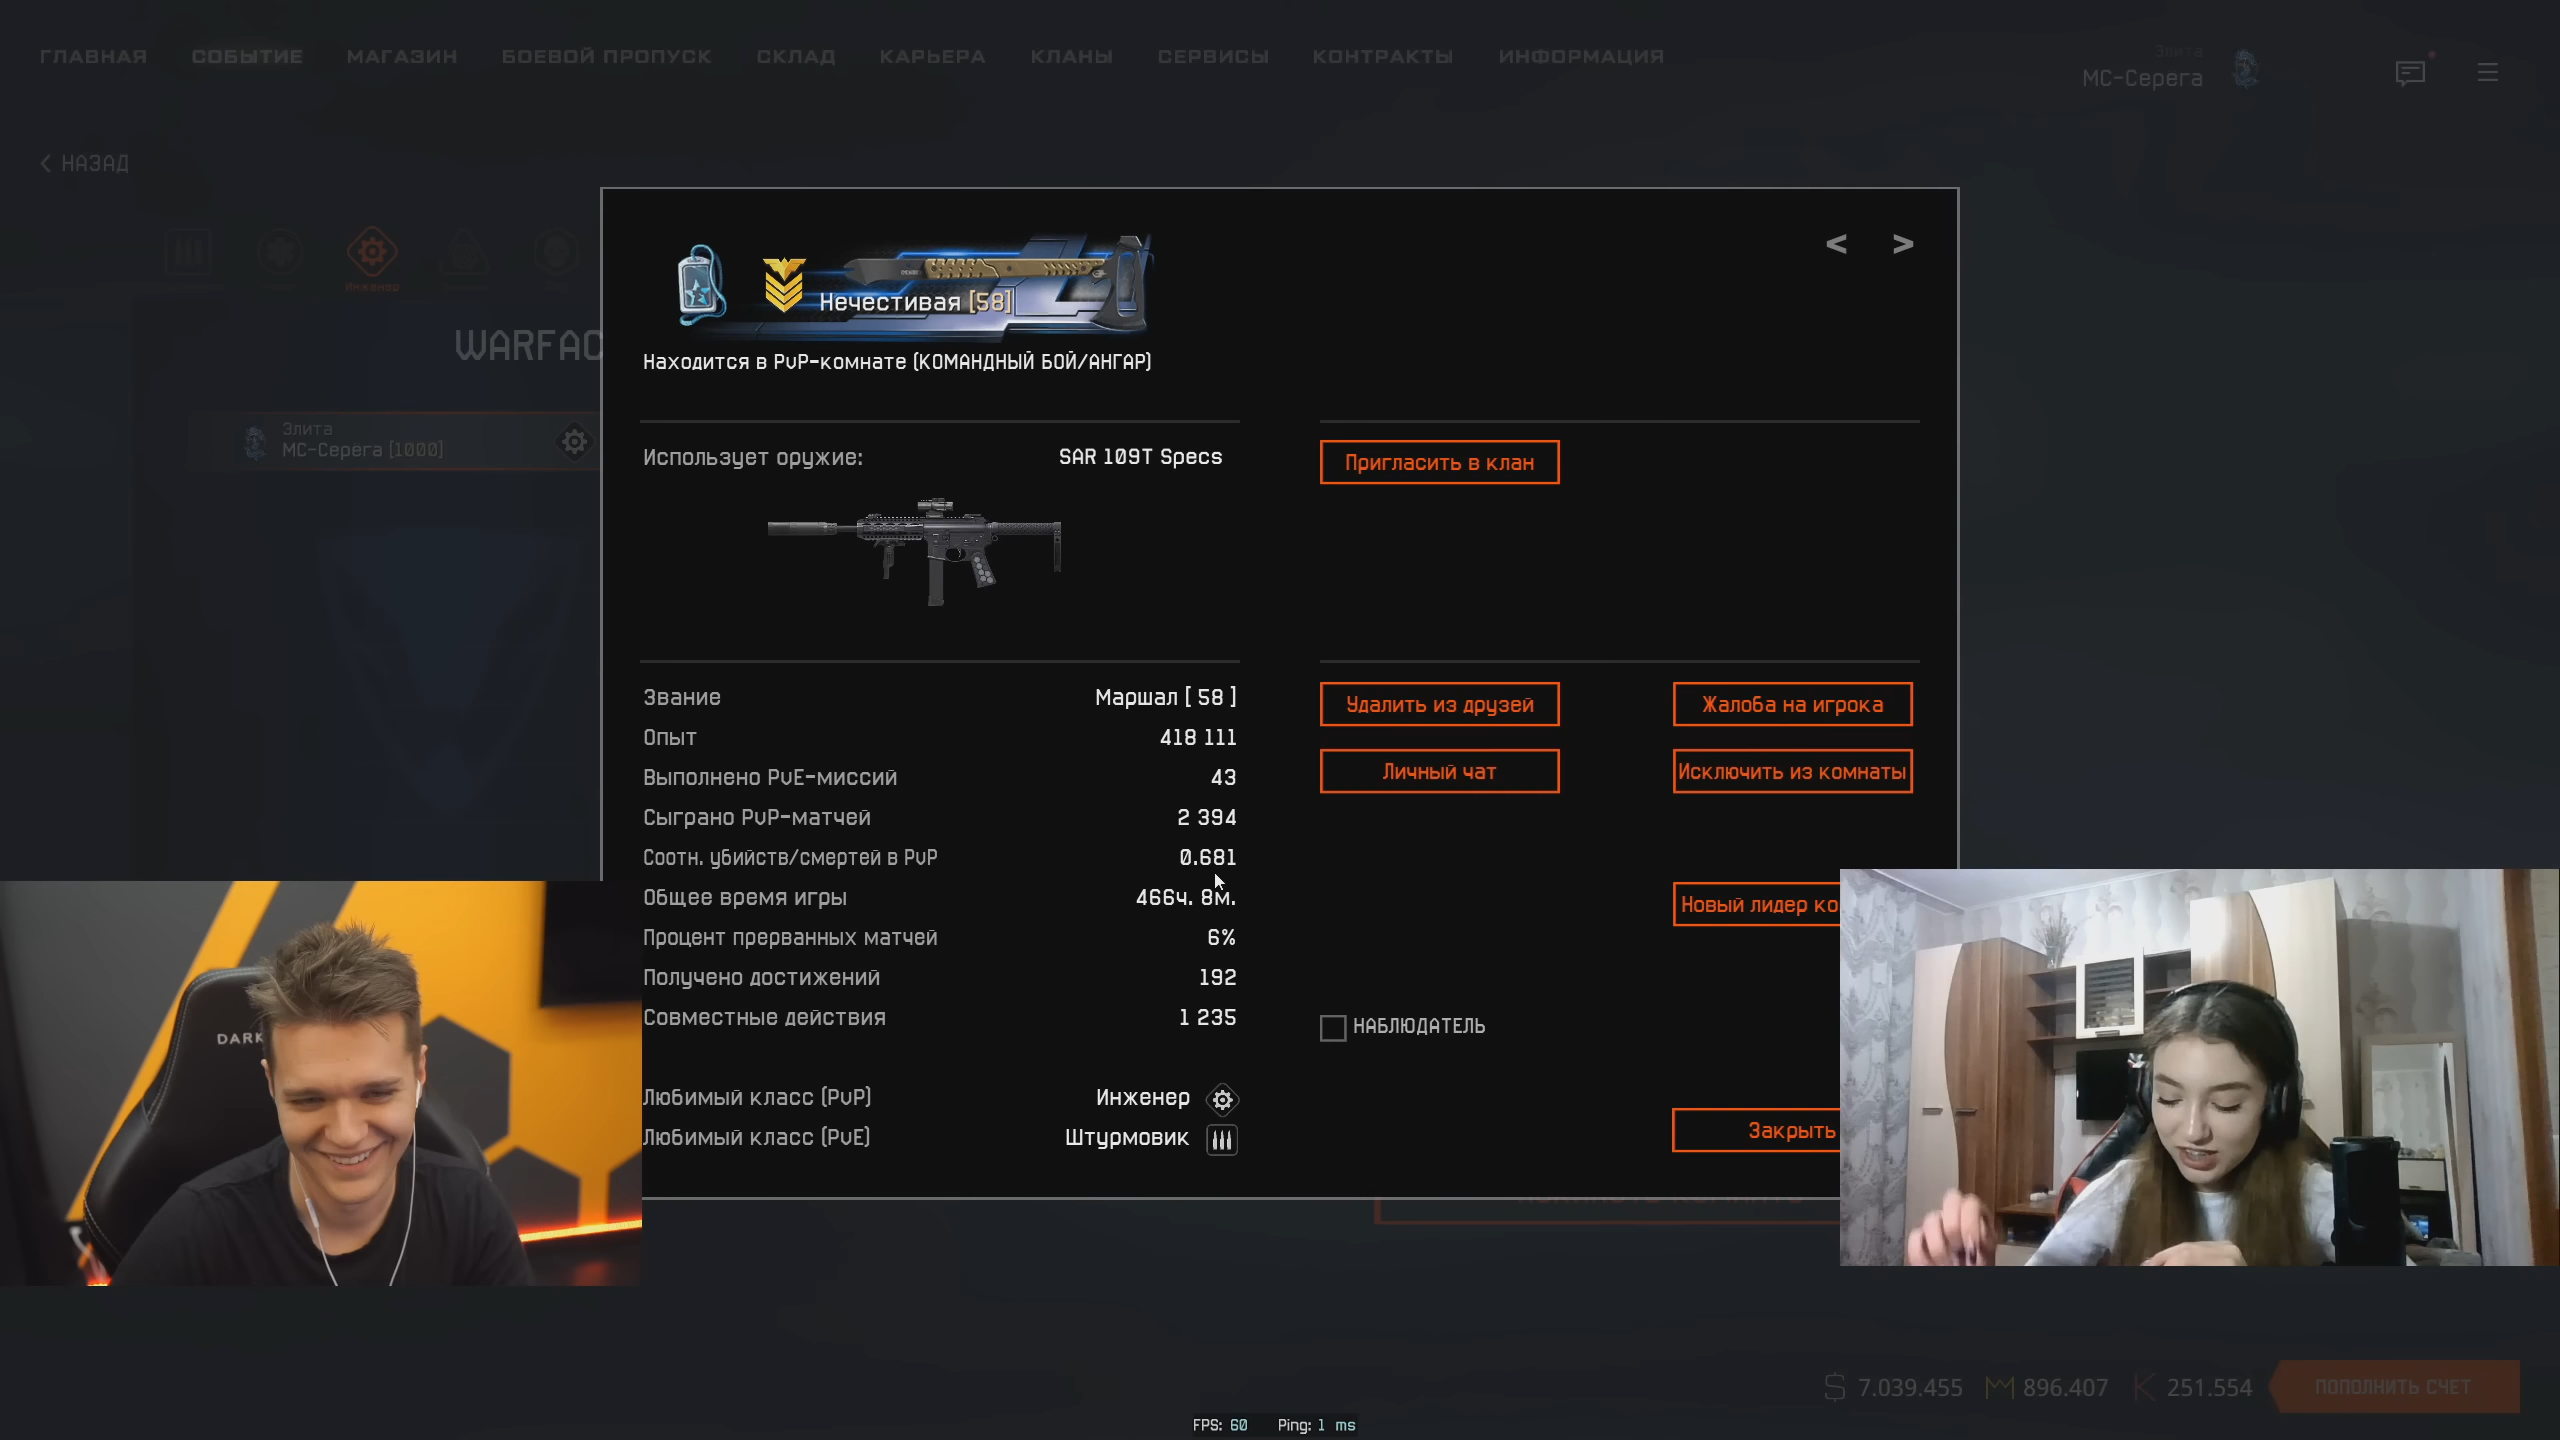 ГЛАВНАЯ СОБЫТИЕ МАГАЗИН БОЕВОЙ ПРОПУСК СКЛАД КАРЬЕРА КЛАНЫ СЕРВИСЫ КОНТРАКТЫ ИНФОРМАЦИЯ
Элита
МС-Серега
< НАЗАД
Инженер
WARFAC
Элита
МС-Серега [1000]
< >
Нечестивая [58]
Находится в PvP-комнате (КОМАНДНЫЙ БОЙ/АНГАР)
Использует оружие: SAR 109T Specs
Пригласить в клан
Звание Маршал [ 58 ]
Опыт 418 111
Выполнено PvE-миссий 43
Сыграно PvP-матчей 2 394
Соотн. убийств/смертей в PvP 0.681
Общее время игры 466ч. 8м.
Процент прерванных матчей 6%
Получено достижений 192
Совместные действия 1 235
Любимый класс (PvP) Инженер
Любимый класс (PvE) Штурмовик
Удалить из друзей Жалоба на игрока
Личный чат Исключить из комнаты
Новый лидер ко
НАБЛЮДАТЕЛЬ
Закрыть
DARK
7.039.455 896.407 251.554 ПОПОЛНИТЬ СЧЕТ
FPS: 60 Ping: 1 ms